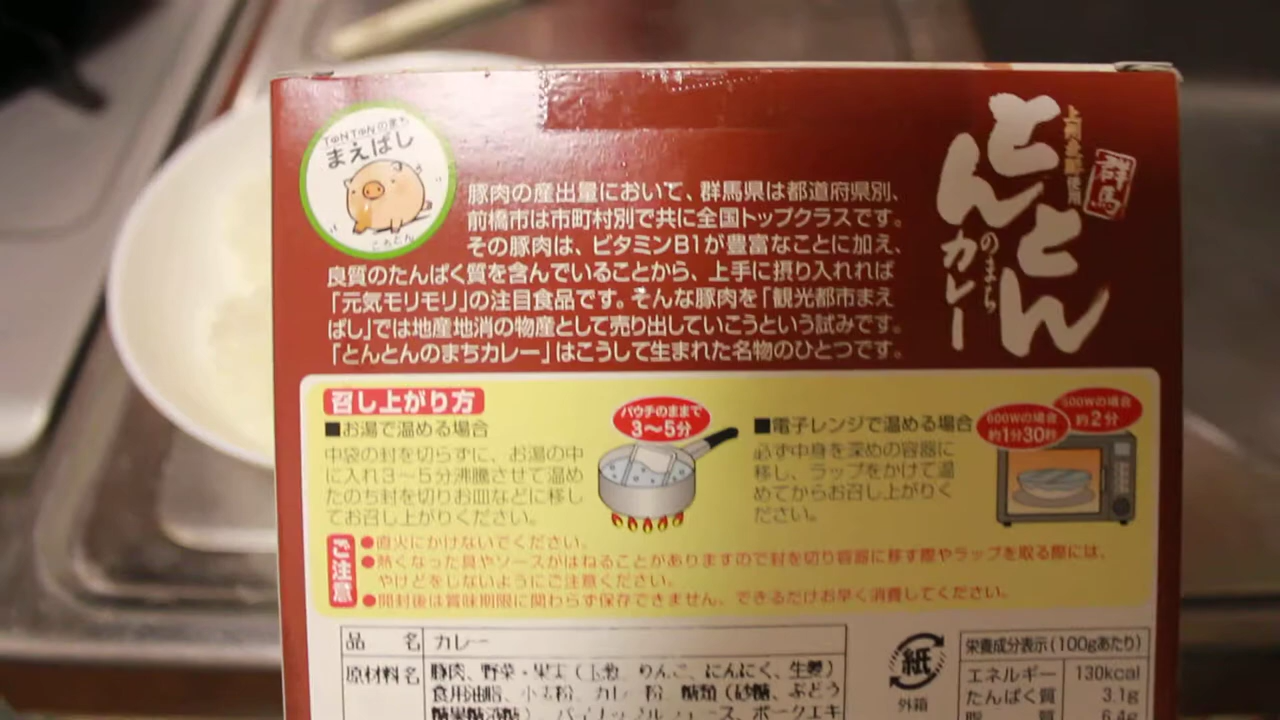 TONTONのまち
まえばし
ころとん
豚肉の産出量において、群馬県は都道府県別、
前橋市は市町村別で共に全国トップクラスです。
その豚肉は、ビタミンB1が豊富なことに加え、
良質のたんぱく質を含んでいることから、上手に摂り入れれば
「元気モリモリ」の注目食品です。そんな豚肉を「観光都市まえ
ばし」では地産地消の物産として売り出していこうという試みです。
「とんとんのまちカレー」はこうして生まれた名物のひとつです。
群馬
使用
とんとん
のまち
カレー
召し上がり方
■お湯で温める場合
中袋の封を切らずに、お湯の中
に入れ3〜5分沸騰させて温め
たのち封を切りお皿などに移し
てお召し上がりください。
パウチのままで
3〜5分
■電子レンジで温める場合
必ず中身を深めの容器に
移し、ラップをかけて温
めてからお召し上がりく
ださい。
600Wの場合
約1分30秒
500Wの場合
約2分
ご注意
●直火にかけないでください。
●熱くなった具やソースがはねることがありますので封を切り容器に移す際やラップを取る際には、
やけどをしないようにご注意ください。
●開封後は賞味期限に関わらず保存できません、できるだけお早く消費してください。
品 名 カレー
原材料名 豚肉、野菜・果実（玉葱、りんご、にんにく、生姜）
食用油脂、小麦粉、カレー粉、糖類（砂糖、ぶどう
ポークエキ
紙
外箱
栄養成分表示(100gあたり)
エネルギー 130kcal
たんぱく質 3.1g
脂 質 6.4g